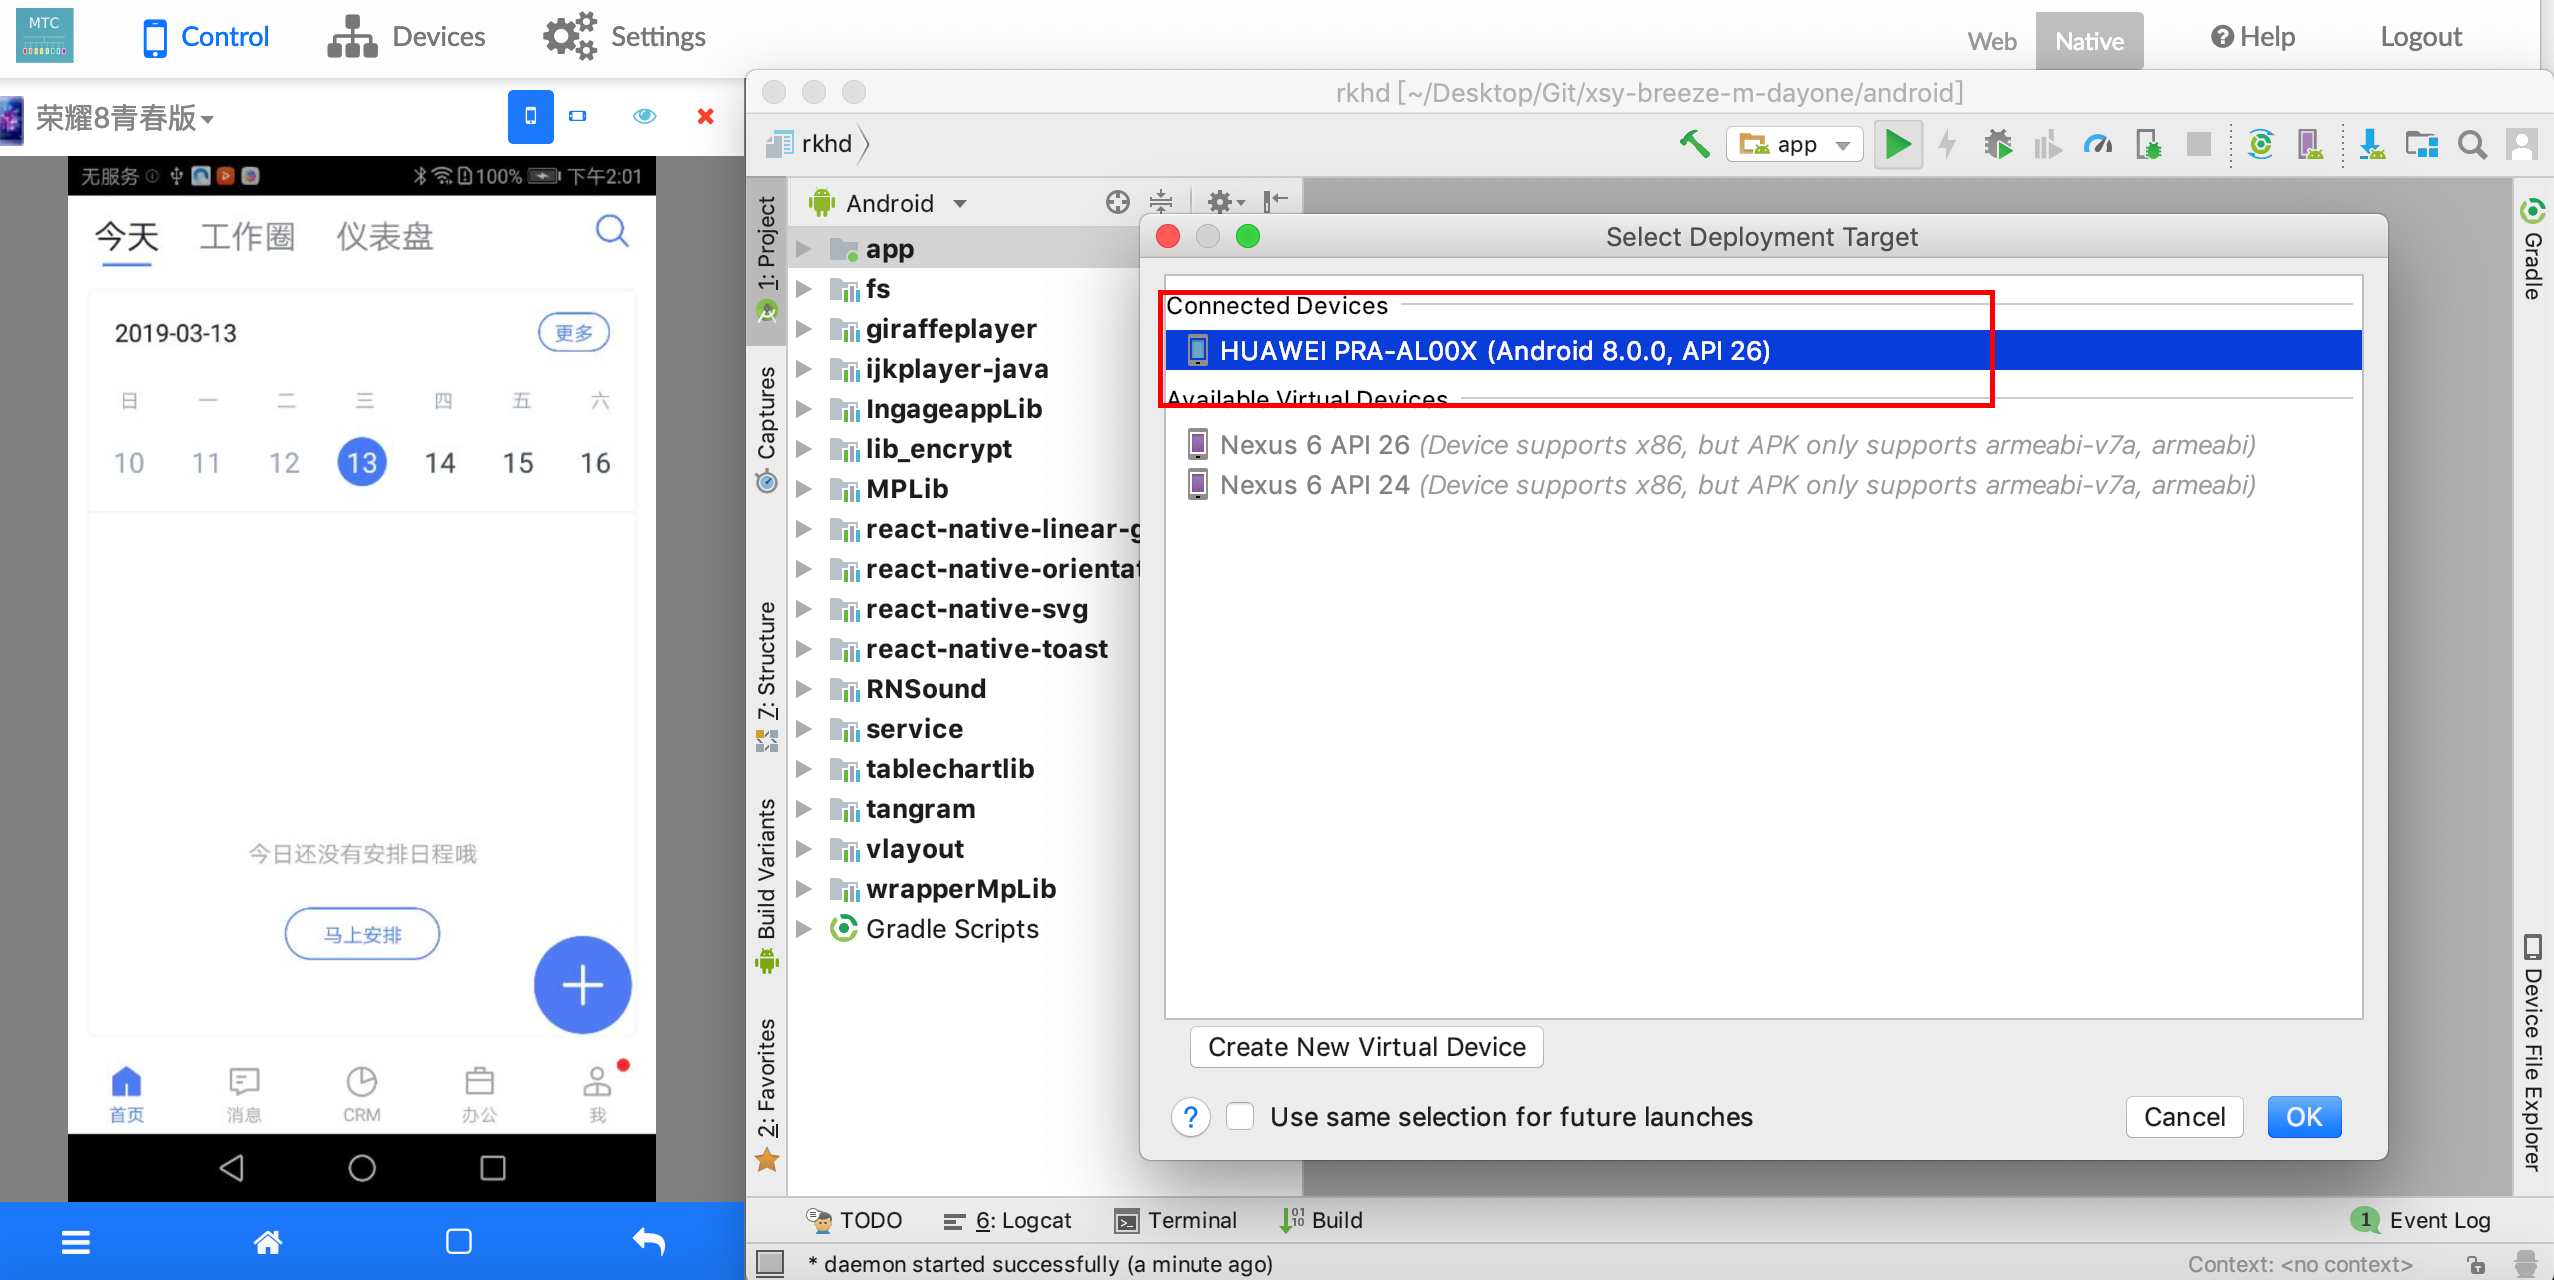 MTC
Control
Devices
Settings
Web
Native
Help
Logout
荣耀8青春版
无服务
100%
下午2:01
今天
工作圈
仪表盘
2019-03-13
更多
日 一 二 三 四 五 六
10 11 12 13 14 15 16
今日还没有安排日程哦
马上安排
首页
消息
CRM
办公
我
rkhd [~/Desktop/Git/xsy-breeze-m-dayone/android]
rkhd
app
1: Project
Captures
7: Structure
Build Variants
2: Favorites
Android
app
fs
giraffeplayer
ijkplayer-java
IngageappLib
lib_encrypt
MPLib
react-native-linear-g
react-native-orientat
react-native-svg
react-native-toast
RNSound
service
tablechartlib
tangram
vlayout
wrapperMpLib
Gradle Scripts
Select Deployment Target
Connected Devices
HUAWEI PRA-AL00X (Android 8.0.0, API 26)
Available Virtual Devices
Nexus 6 API 26 (Device supports x86, but APK only supports armeabi-v7a, armeabi)
Nexus 6 API 24 (Device supports x86, but APK only supports armeabi-v7a, armeabi)
Create New Virtual Device
? Use same selection for future launches
Cancel
OK
Gradle
Device File Explorer
TODO
6: Logcat
Terminal
Build
1 Event Log
* daemon started successfully (a minute ago)
Context: <no context>